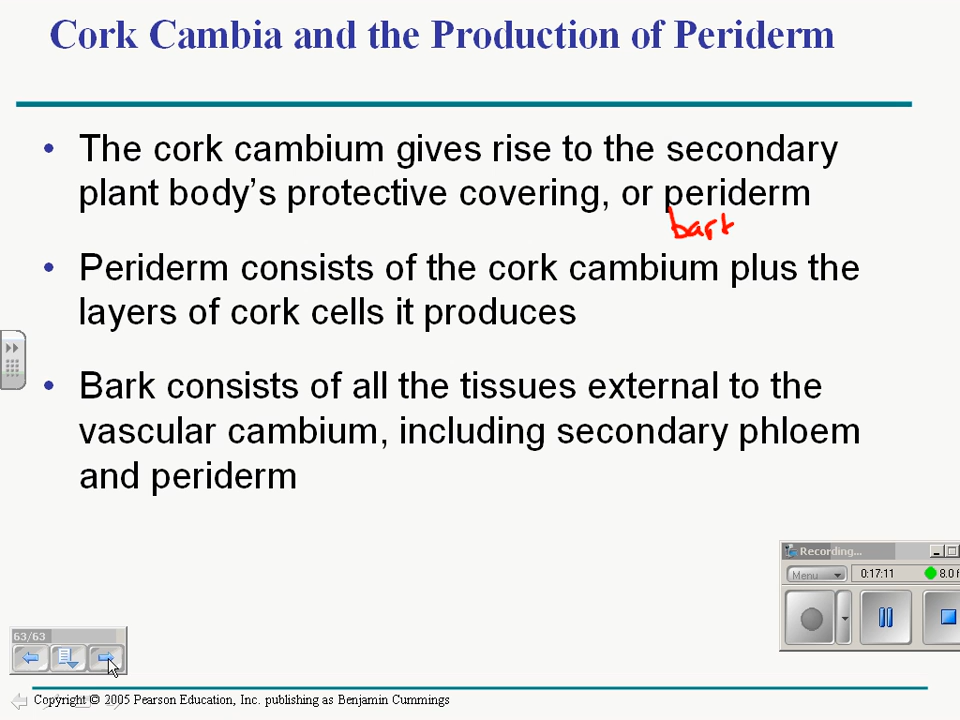 Cork Cambia and the Production of Periderm
• The cork cambium gives rise to the secondary
plant body's protective covering, or periderm
bark
• Periderm consists of the cork cambium plus the
layers of cork cells it produces
• Bark consists of all the tissues external to the
vascular cambium, including secondary phloem
and periderm
Recording...
Menu 0:17:11 8.0 f
63/63
Copyright © 2005 Pearson Education, Inc. publishing as Benjamin Cummings